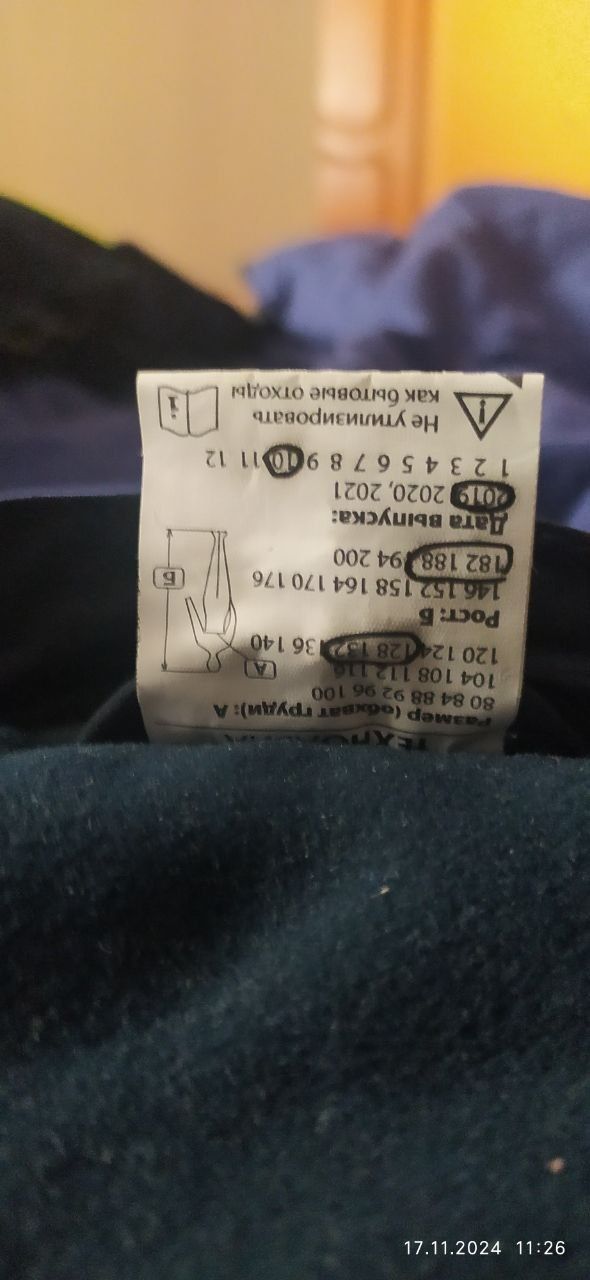 ТЕХНО
Размер (обхват груди): А
80 84 88 92 96 100
104 108 112 116
120 124 128 132 136 140
А
Рост: Б
146 152 158 164 170 176
182 188 194 200
Б
Дата выпуска:
2019, 2020, 2021
1 2 3 4 5 6 7 8 9 10 11 12
Не утилизировать
как бытовые отходы
i
17.11.2024 11:26